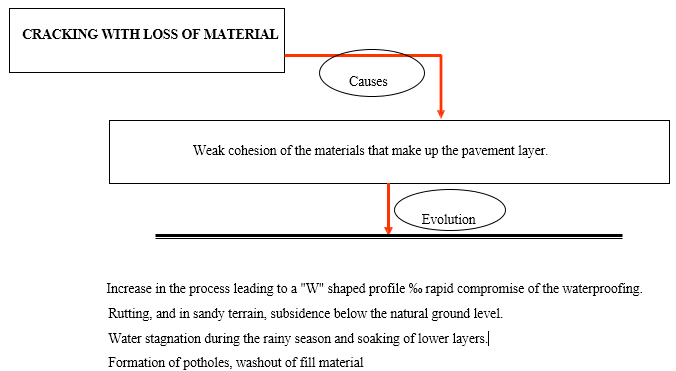 CRACKING WITH LOSS OF MATERIAL
Causes
Weak cohesion of the materials that make up the pavement layer.
Evolution
Increase in the process leading to a "W" shaped profile ‰ rapid compromise of the waterproofing.
Rutting, and in sandy terrain, subsidence below the natural ground level.
Water stagnation during the rainy season and soaking of lower layers.
Formation of potholes, washout of fill material